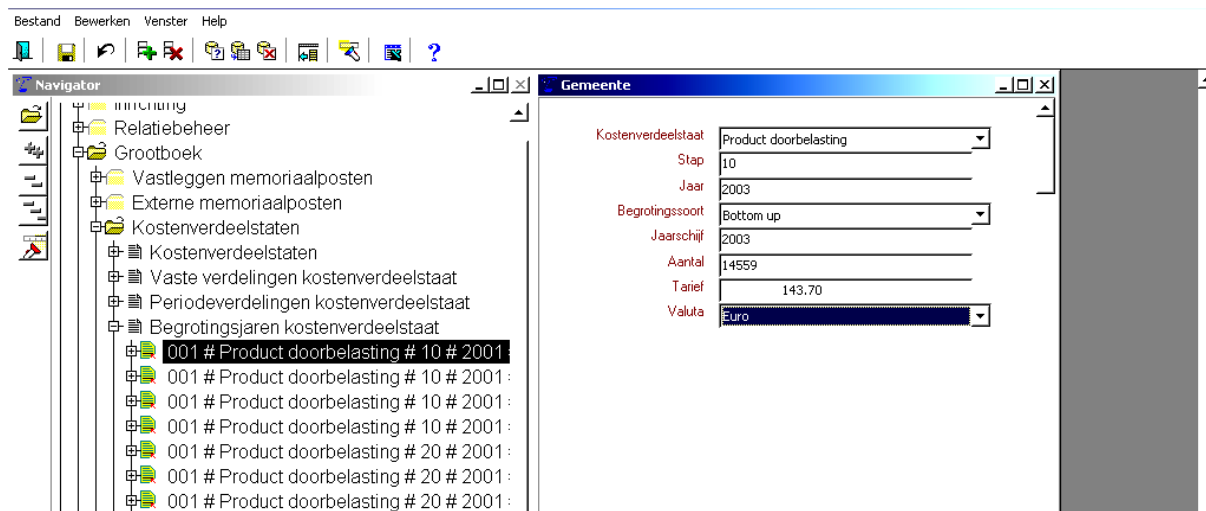 Bestand Bewerken Venster Help
?
Navigator
Inrichting
Relatiebeheer
Grootboek
Vastleggen memoriaalposten
Externe memoriaalposten
Kostenverdeelstaten
Kostenverdeelstaten
Vaste verdelingen kostenverdeelstaat
Periodeverdelingen kostenverdeelstaat
Begrotingsjaren kostenverdeelstaat
001 # Product doorbelasting # 10 # 2001
001 # Product doorbelasting # 10 # 2001
001 # Product doorbelasting # 10 # 2001
001 # Product doorbelasting # 10 # 2001
001 # Product doorbelasting # 20 # 2001
001 # Product doorbelasting # 20 # 2001
001 # Product doorbelasting # 20 # 2001
Gemeente
Kostenverdeelstaat Product doorbelasting
Stap 10
Jaar 2003
Begrotingssoort Bottom up
Jaarschijf 2003
Aantal 14559
Tarief 143.70
Valuta Euro